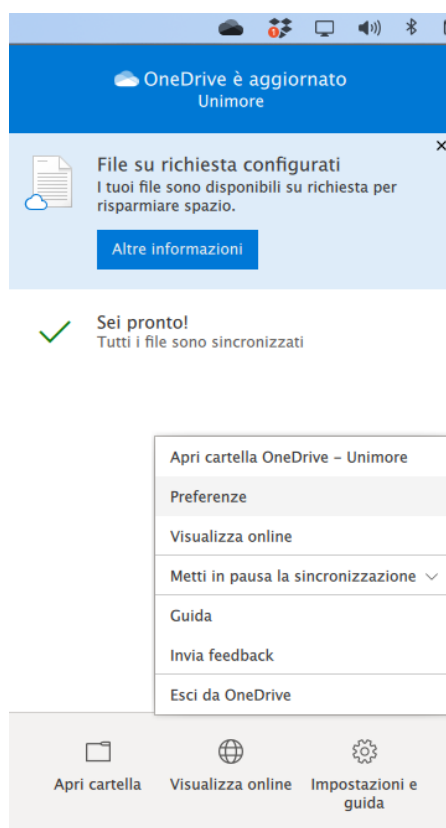 OneDrive è aggiornato
Unimore
File su richiesta configurati
I tuoi file sono disponibili su richiesta per
risparmiare spazio.
Altre informazioni
Sei pronto!
Tutti i file sono sincronizzati
Apri cartella OneDrive – Unimore
Preferenze
Visualizza online
Metti in pausa la sincronizzazione
Guida
Invia feedback
Esci da OneDrive
Apri cartella
Visualizza online
Impostazioni e
guida